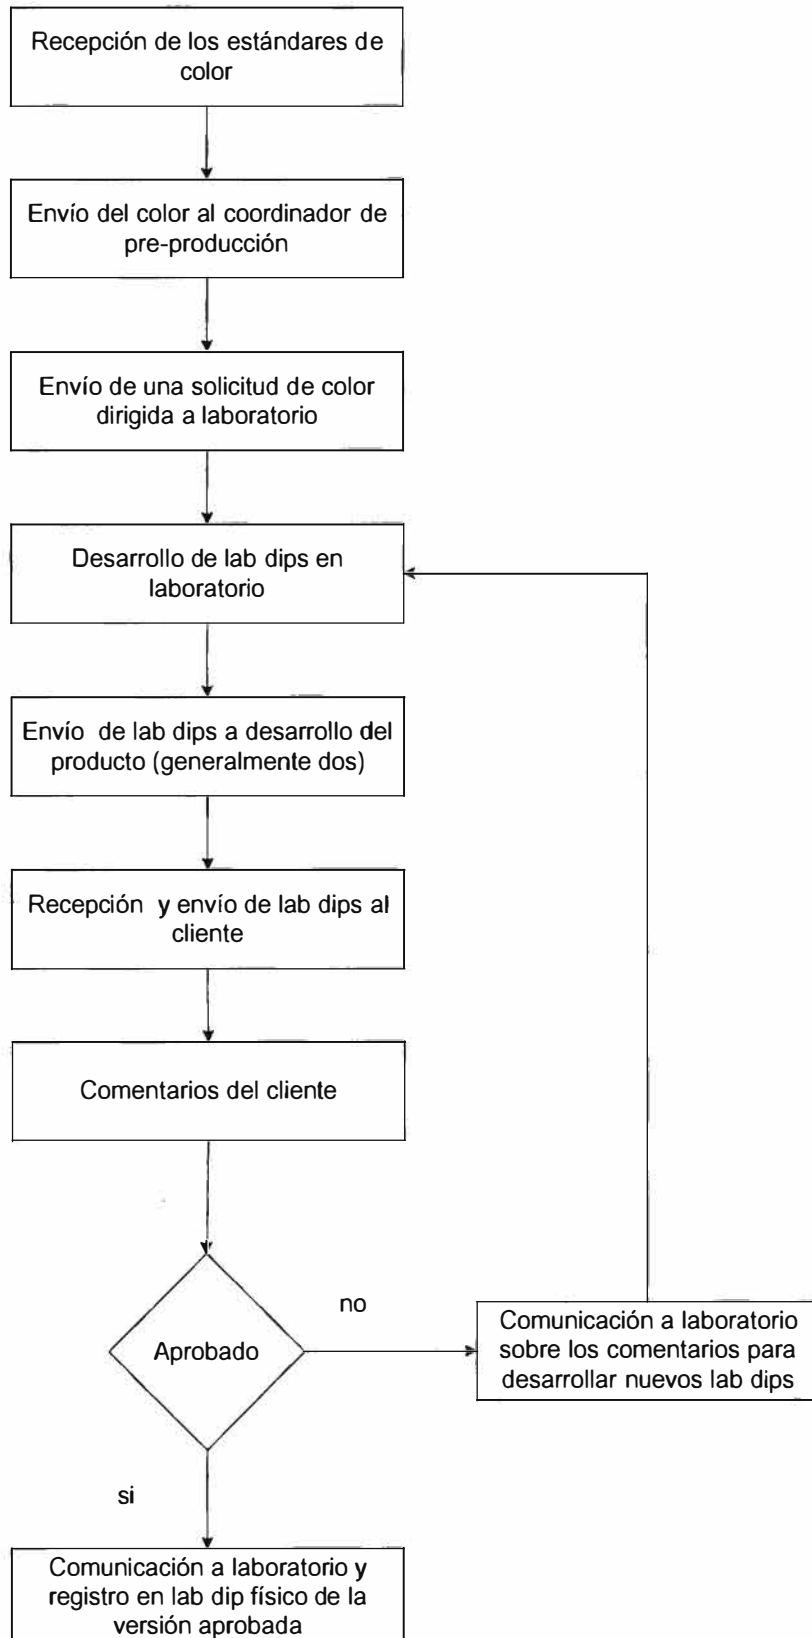 Recepción de los estándares de
color
Envío del color al coordinador de
pre-producción
Envío de una solicitud de color
dirigida a laboratorio
Desarrollo de lab dips en
laboratorio
Envío de lab dips a desarrollo del
producto (generalmente dos)
Recepción y envío de lab dips al
cliente
Comentarios del cliente
Aprobado
no
Comunicación a laboratorio
sobre los comentarios para
desarrollar nuevos lab dips
si
Comunicación a laboratorio y
registro en lab dip físico de la
versión aprobada